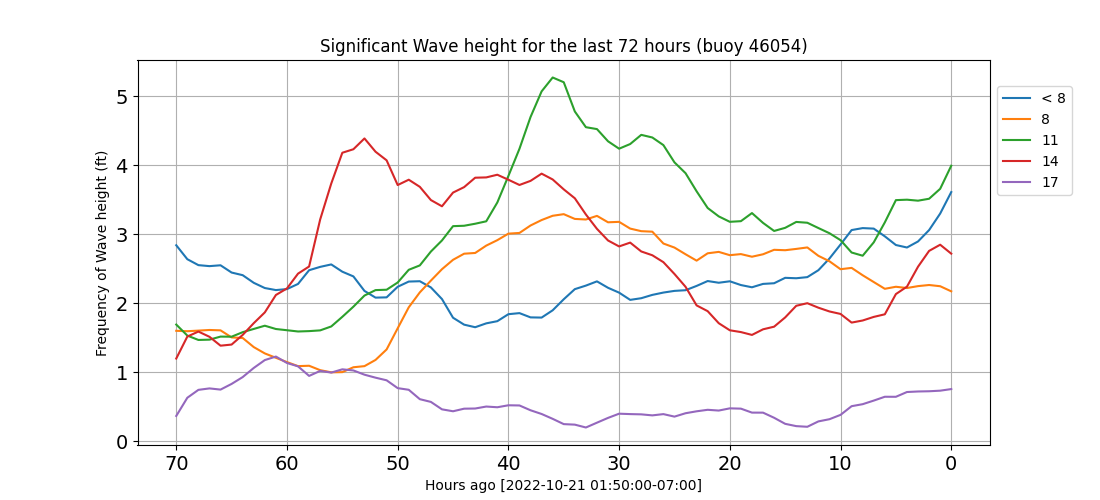 Significant Wave height for the last 72 hours (buoy 46054)
Frequency of Wave height (ft)
5
4
3
2
1
0
70 60 50 40 30 20 10 0
Hours ago [2022-10-21 01:50:00-07:00]
< 8
8
11
14
17